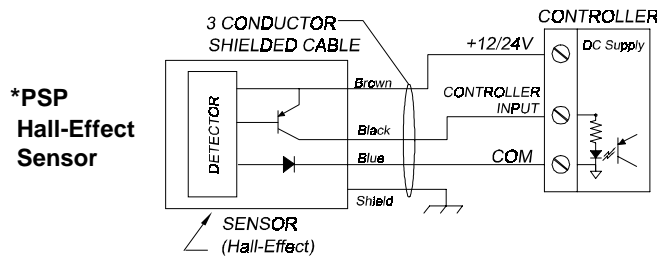 3 CONDUCTOR
SHIELDED CABLE
CONTROLLER
+12/24V
DC Supply
*PSP
Hall-Effect
Sensor
DETECTOR
Brown
CONTROLLER
INPUT
Black
Blue
COM
Shield
SENSOR
(Hall-Effect)